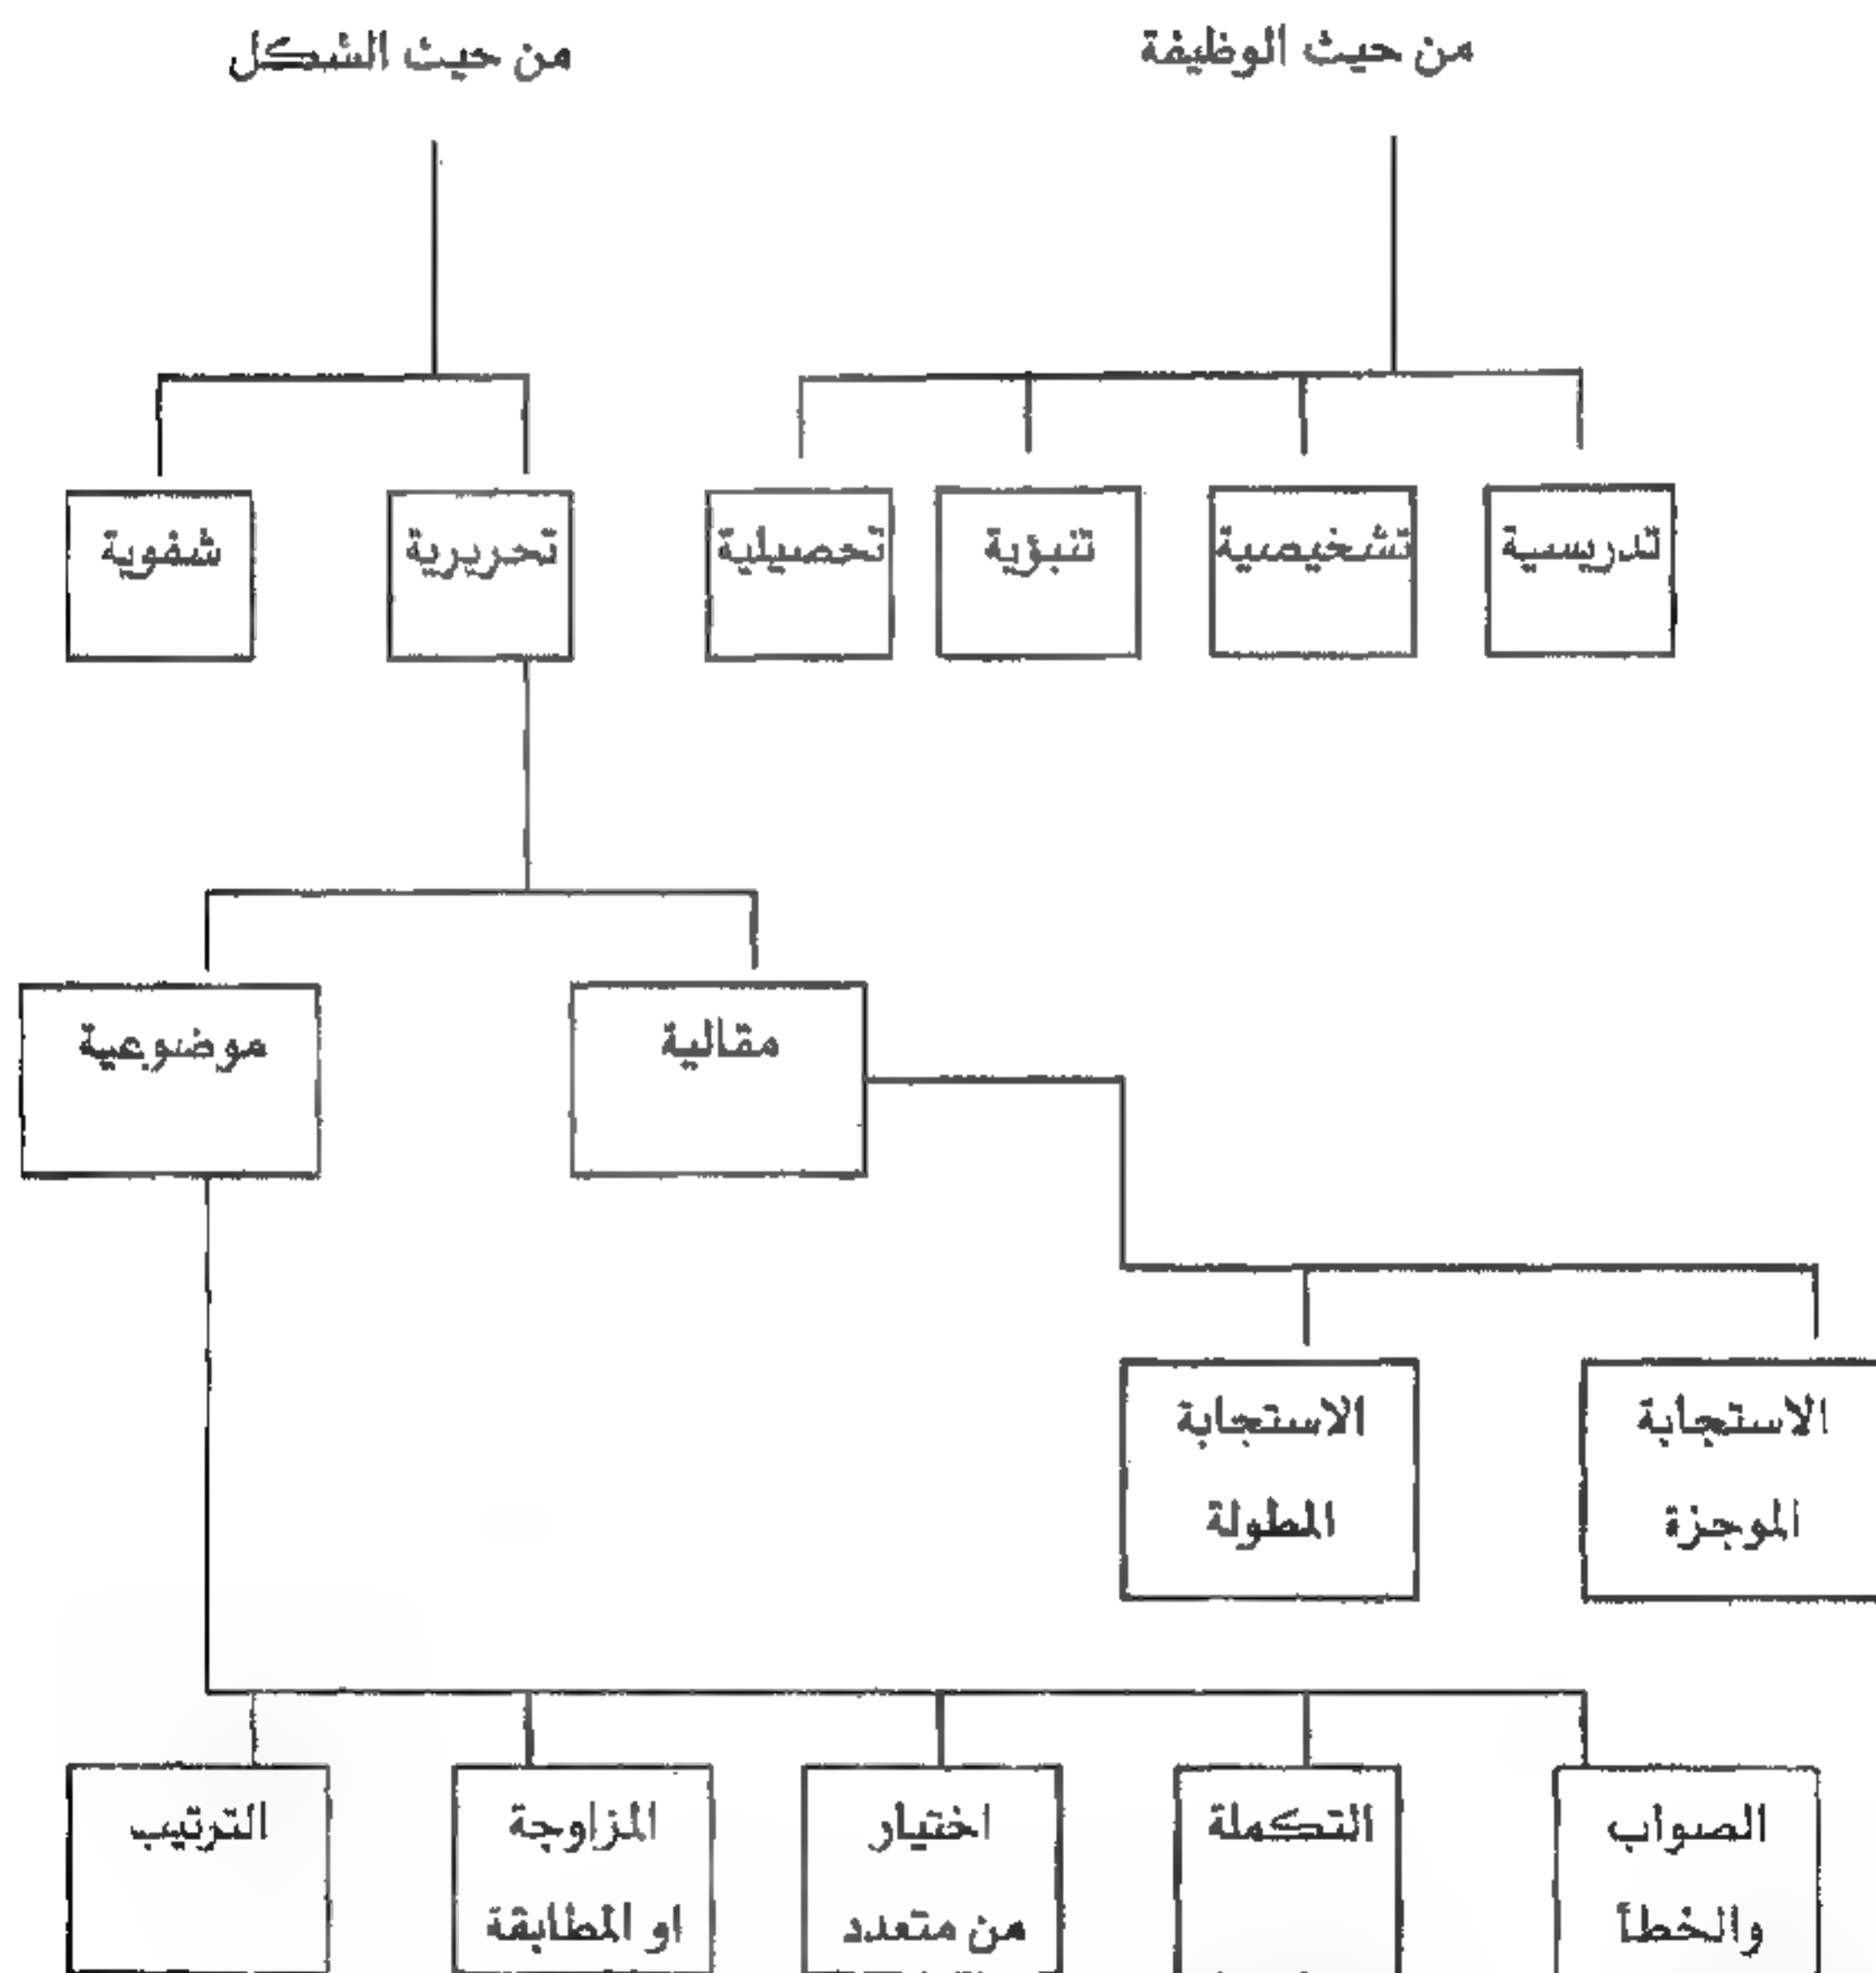 من حيث الوظيفة
من حيث الشكل
تدريسية
تشخيصية
تنبؤية
تحصيلية
تحريرية
شفوية
مقالية
موضوعية
الاستجابة
الموجزة
الاستجابة
المطولة
الصواب
والخطأ
التكملة
اختيار
من متعدد
المزاوجة
او المطابقة
الترتيب